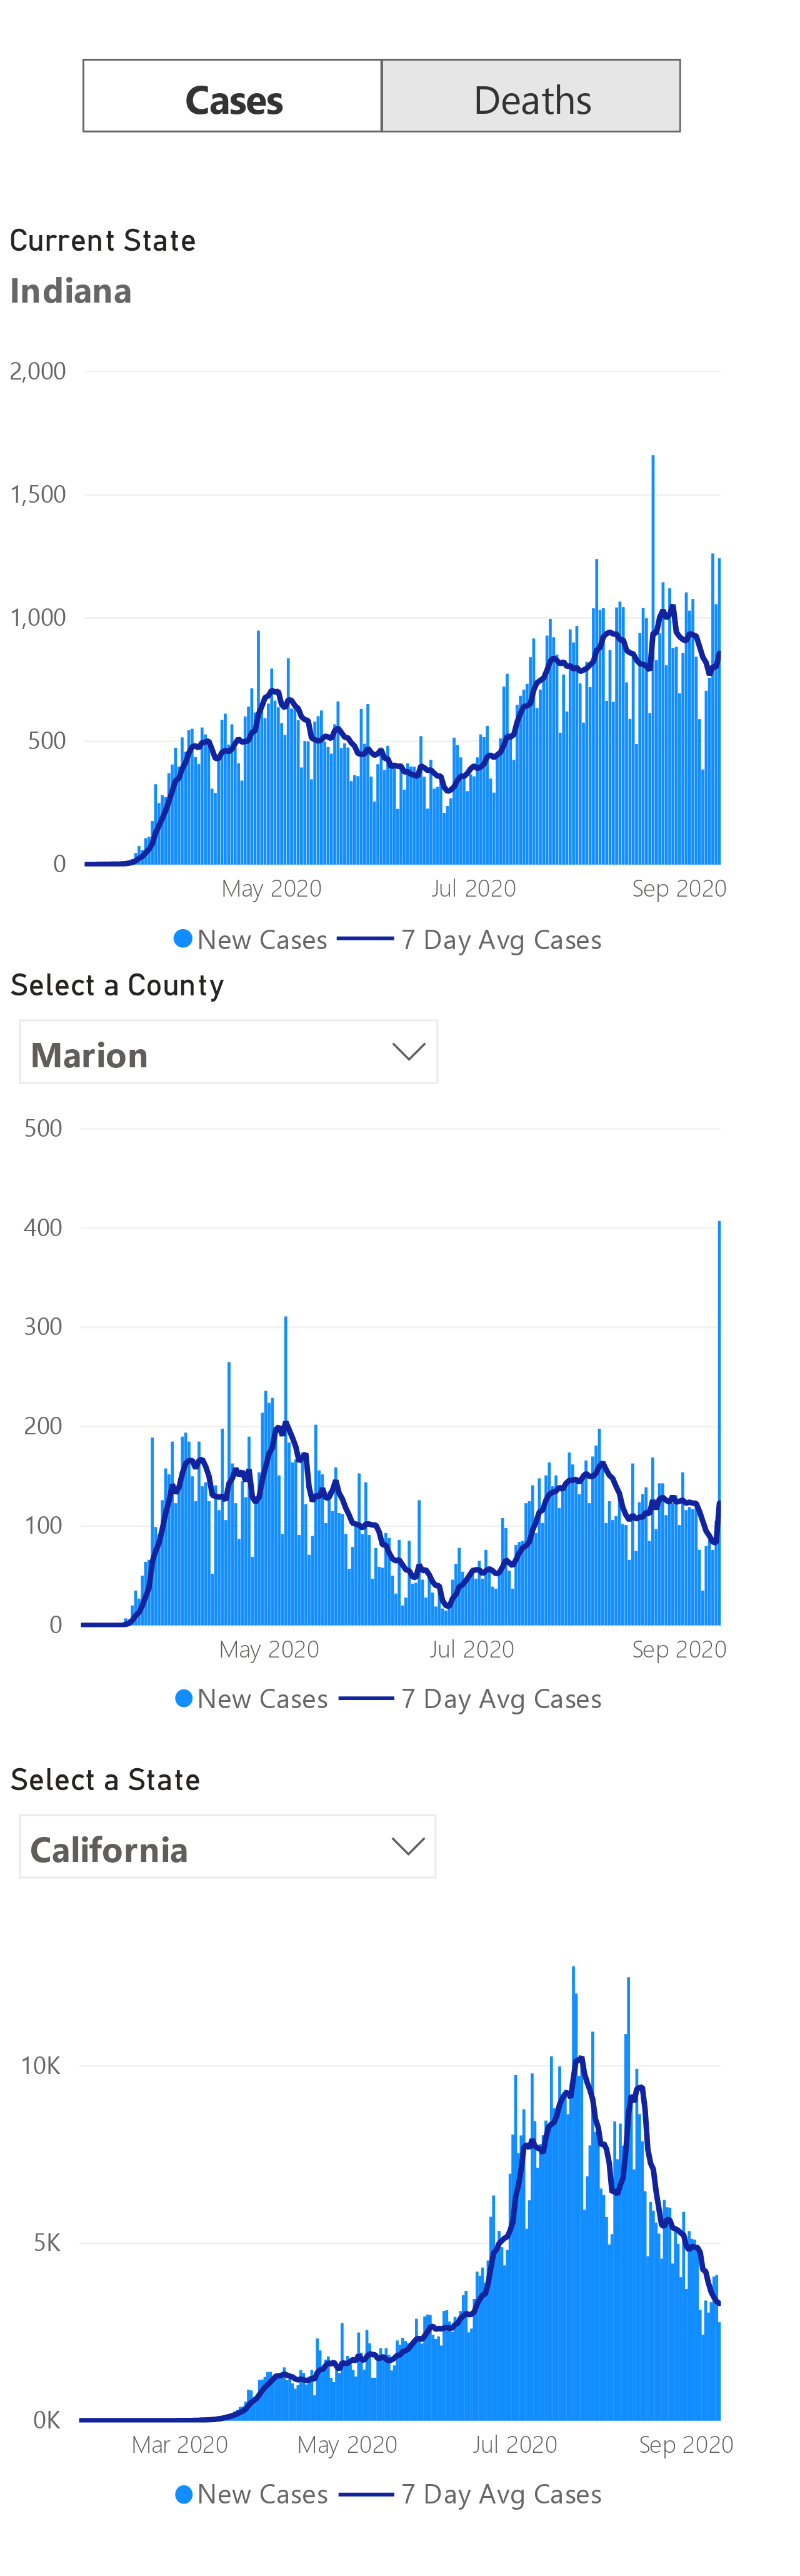 Cases Deaths
Current State
Indiana
2,000
1,500
1,000
500
0
May 2020 Jul 2020 Sep 2020
New Cases 7 Day Avg Cases
Select a County
Marion
500
400
300
200
100
0
May 2020 Jul 2020 Sep 2020
New Cases 7 Day Avg Cases
Select a State
California
10K
5K
0K
Mar 2020 May 2020 Jul 2020 Sep 2020
New Cases 7 Day Avg Cases